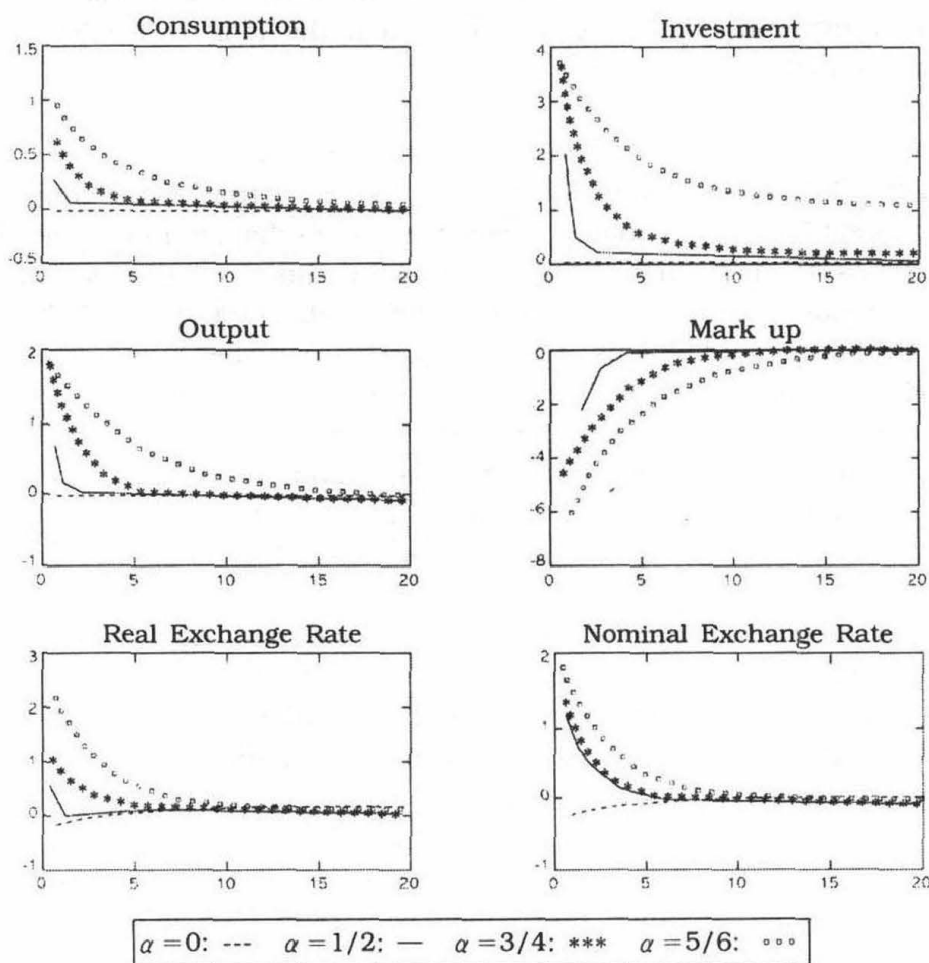 Consumption
1.5
1
0.5
0
-0.5
0 5 10 15 20
Investment
4
3
2
1
0
0 5 10 15 20
Output
2
1
0
-1
0 5 10 15 20
Mark up
0
-2
-4
-6
-8
0 5 10 15 20
Real Exchange Rate
3
2
1
0
-1
0 5 10 15 20
Nominal Exchange Rate
2
1
0
-1
0 5 10 15 20
α=0: --- α=1/2: — α=3/4: *** α=5/6: ▫▫▫